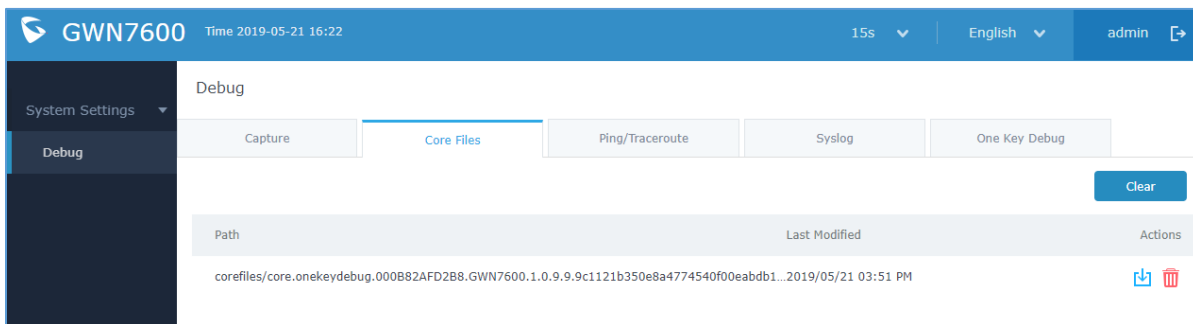 GWN7600 Time 2019-05-21 16:22 15s English admin
System Settings
Debug
Debug
Capture Core Files Ping/Traceroute Syslog One Key Debug
Clear
Path Last Modified Actions
corefiles/core.onekeydebug.000B82AFD2B8.GWN7600.1.0.9.9.9c1121b350e8a4774540f00eabdb1...2019/05/21 03:51 PM